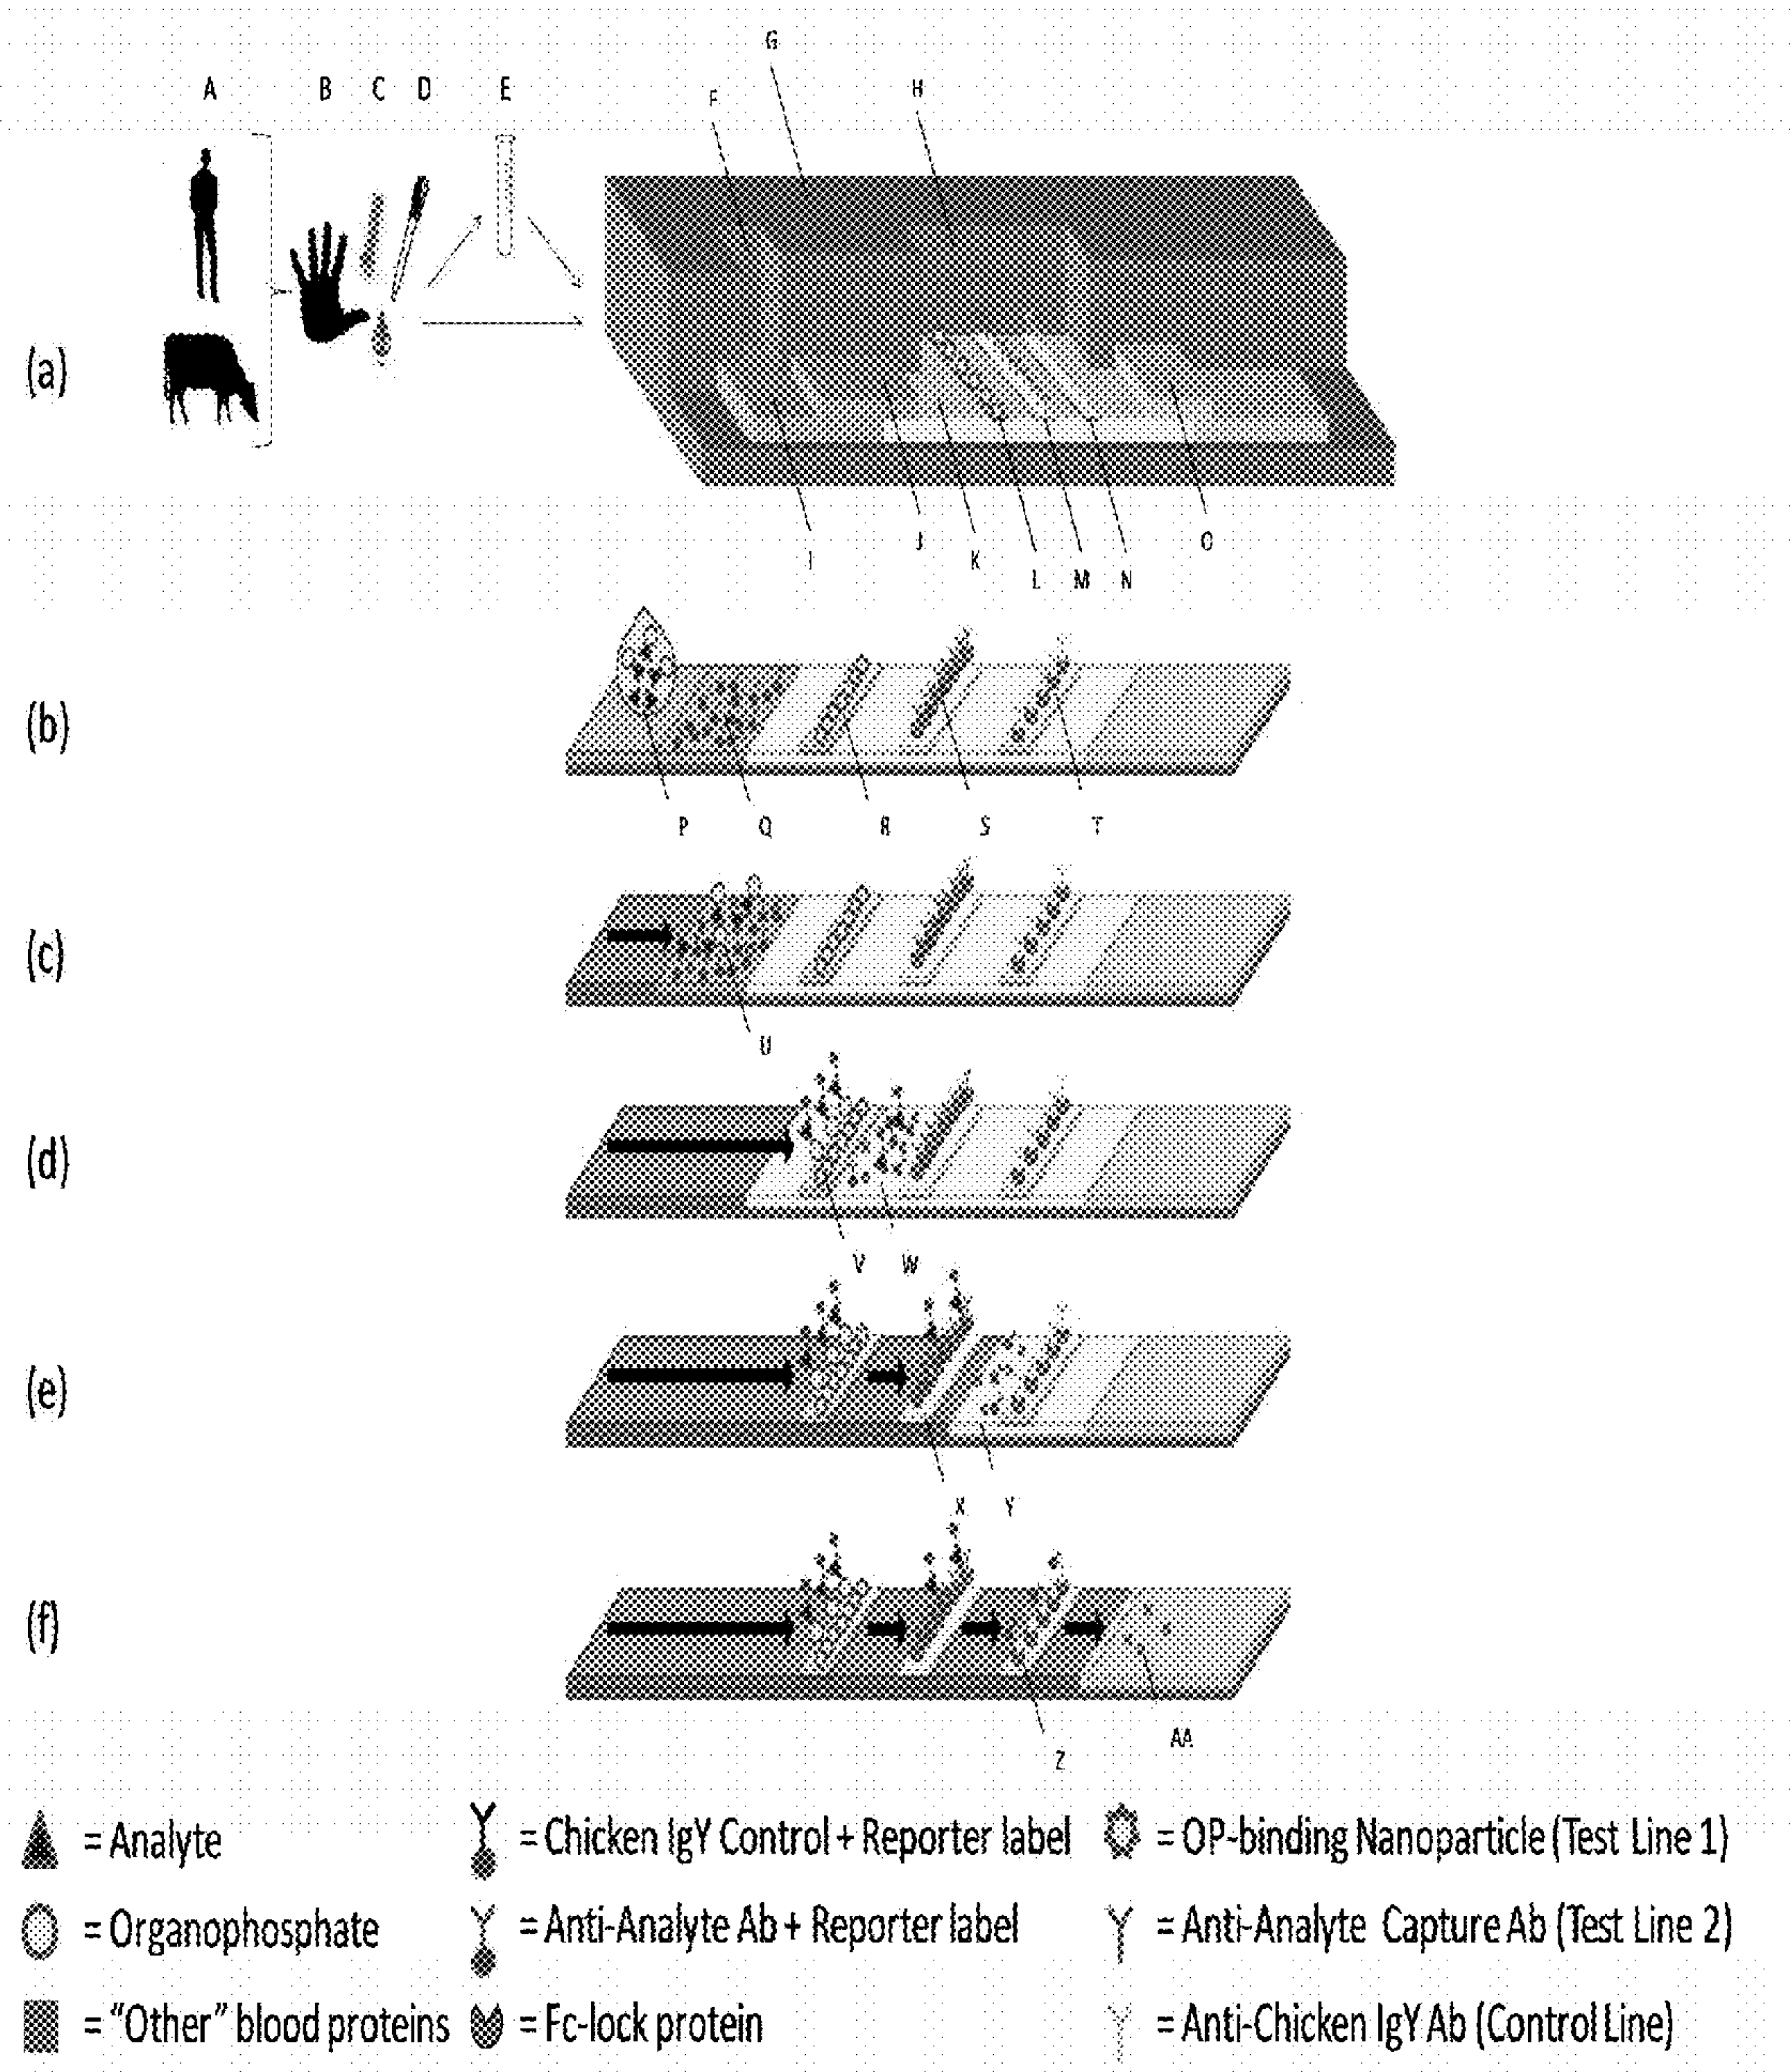 G
F
H
A B C D E
(a)
I
J
K
L M N
O
(b)
P Q R S T
(c)
U
(d)
V W
(e)
X Y
(f)
Z
AA
= Analyte
= Chicken IgY Control + Reporter label
= OP-binding Nanoparticle (Test Line 1)
= Organophosphate
= Anti-Analyte Ab + Reporter label
= Anti-Analyte Capture Ab (Test Line 2)
= "Other" blood proteins
= Fc-lock protein
= Anti-Chicken IgY Ab (Control Line)